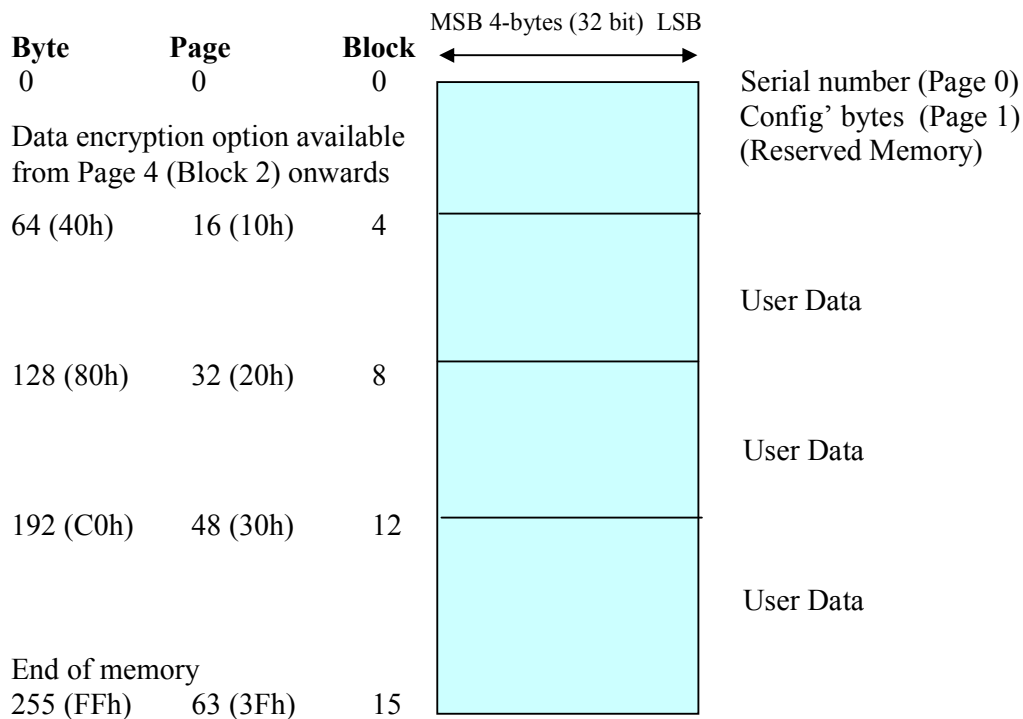 MSB 4-bytes (32 bit) LSB
Byte Page Block
0 0 0
Serial number (Page 0)
Config’ bytes (Page 1)
(Reserved Memory)
Data encryption option available
from Page 4 (Block 2) onwards
64 (40h) 16 (10h) 4
User Data
128 (80h) 32 (20h) 8
User Data
192 (C0h) 48 (30h) 12
User Data
End of memory
255 (FFh) 63 (3Fh) 15